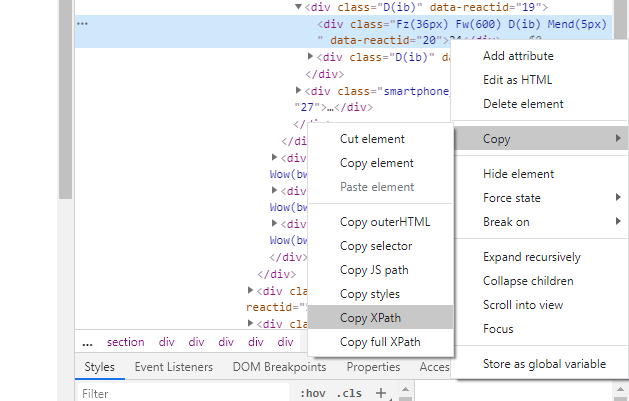 ▼<div class="D(ib)" data-reactid="19">
... <div class="Fz(36px) Fw(600) D(ib) Mend(5px)
" data-reactid="20">24</div>
▶<div class="D(ib)" da
</div>
▶<div class="smartphone_
"27">…</div>
</
</di
▶<div
Wow(bw
▶<div
Wow(bw
▶<div
Wow(bw
</div>
</div>
▶<div cla
reactid="
▶<div cla
Add attribute
Edit as HTML
Delete element
Copy
Hide element
Force state
Break on
Expand recursively
Collapse children
Scroll into view
Focus
Store as global variable
Cut element
Copy element
Paste element
Copy outerHTML
Copy selector
Copy JS path
Copy styles
Copy XPath
Copy full XPath
... section div div div div
Styles Event Listeners DOM Breakpoints Properties Acces
Filter :hov .cls +